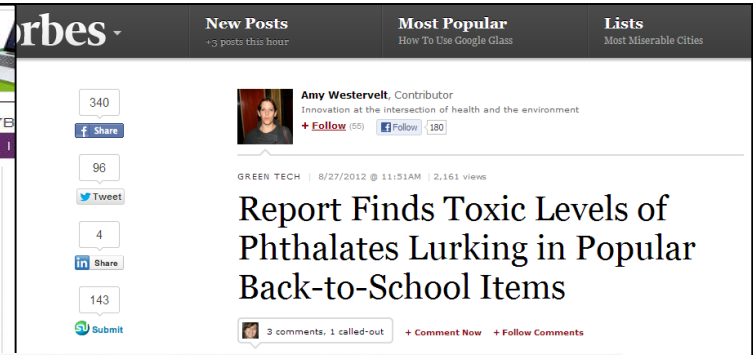 orbes
New Posts
+3 posts this hour
Most Popular
How To Use Google Glass
Lists
Most Miserable Cities
340
f Share
96
Tweet
4
in Share
143
Submit
Amy Westervelt, Contributor
Innovation at the intersection of health and the environment
+ Follow (55) f Follow 180
GREEN TECH | 8/27/2012 @ 11:51AM | 2,161 views
Report Finds Toxic Levels of
Phthalates Lurking in Popular
Back-to-School Items
3 comments, 1 called-out + Comment Now + Follow Comments